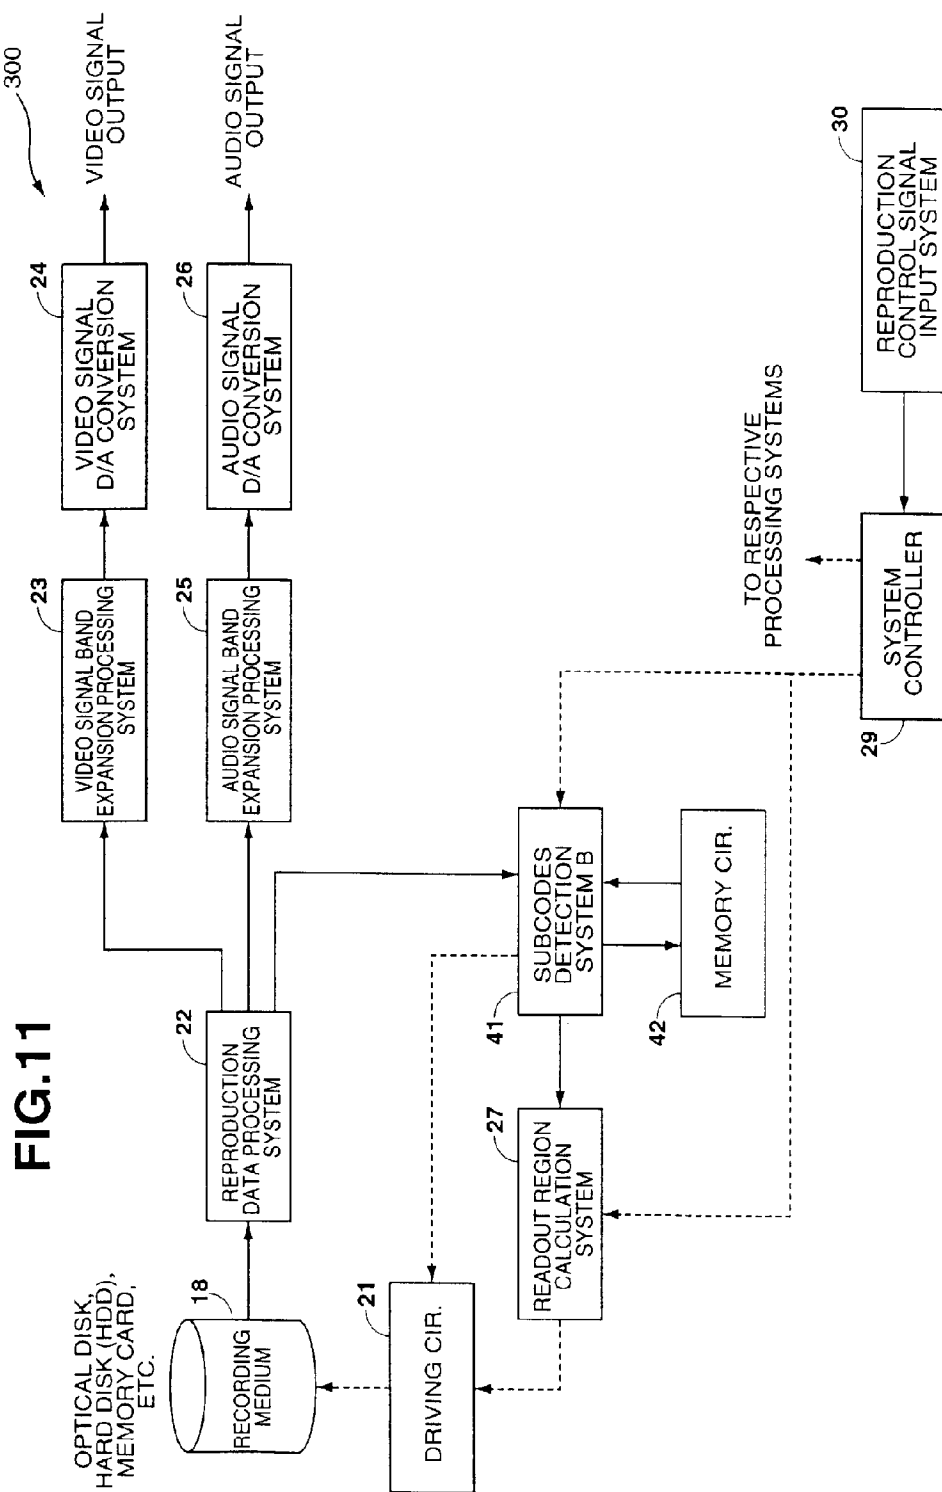 FIG.11
300
OPTICAL DISK,
HARD DISK (HDD),
MEMORY CARD,
ETC.
18
RECORDING
MEDIUM
22
REPRODUCTION
DATA PROCESSING
SYSTEM
23
VIDEO SIGNAL BAND
EXPANSION PROCESSING
SYSTEM
24
VIDEO SIGNAL
D/A CONVERSION
SYSTEM
VIDEO SIGNAL
OUTPUT
25
AUDIO SIGNAL BAND
EXPANSION PROCESSING
SYSTEM
26
AUDIO SIGNAL
D/A CONVERSION
SYSTEM
AUDIO SIGNAL
OUTPUT
21
DRIVING CIR.
27
READOUT REGION
CALCULATION
SYSTEM
41
SUBCODES
DETECTION
SYSTEM B
42
MEMORY CIR.
TO RESPECTIVE
PROCESSING SYSTEMS
29
SYSTEM
CONTROLLER
30
REPRODUCTION
CONTROL SIGNAL
INPUT SYSTEM